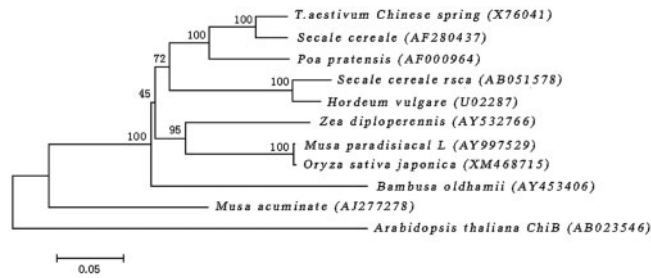 T.aestivum Chinese spring (X76041)
100
Secale cereale (AF280437)
100
Poa pratensis (AF000964)
72
Secale cereale rsca (AB051578)
100
Hordeum vulgare (U02287)
45
Zea diploperennis (AY532766)
95
100
Musa paradisiacal L (AY997529)
100
Oryza sativa japonica (XM468715)
Bambusa oldhamii (AY453406)
Musa acuminate (AJ277278)
Arabidopsis thaliana ChiB (AB023546)
0.05